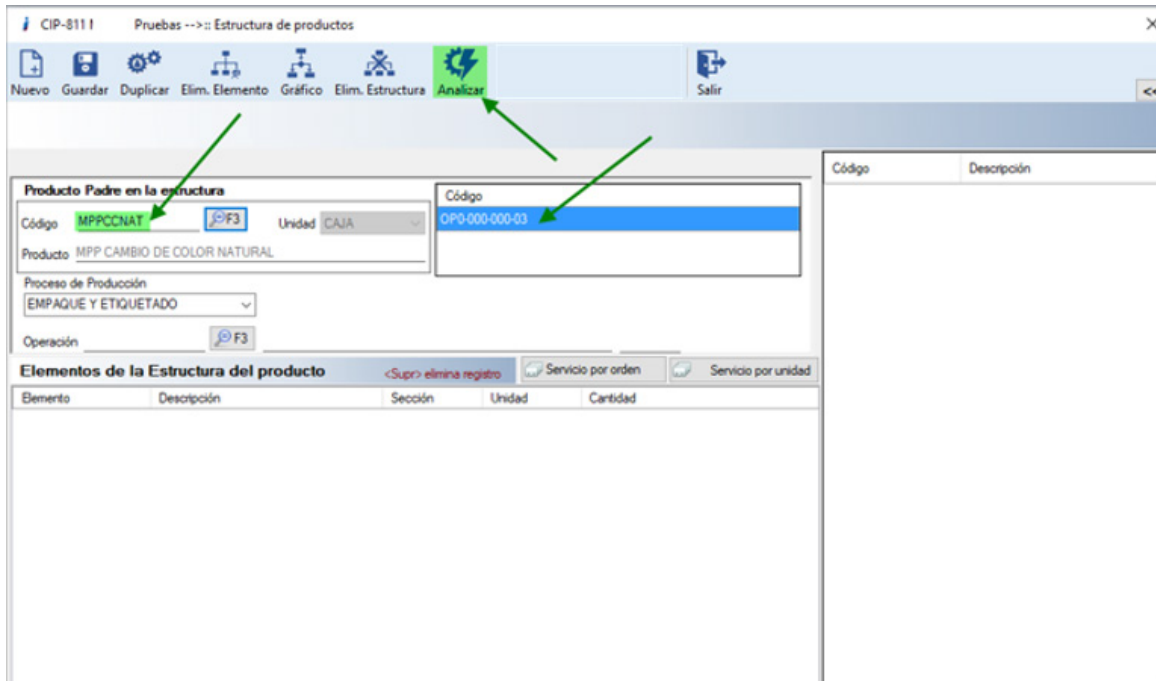 CIP-811 f Pruebas -->:: Estructura de productos
Nuevo Guardar Duplicar Elim. Elemento Gráfico Elim. Estructura Analizar Salir <<
Código Descripción
Producto Padre en la estructura
Código MPPCCNAT F3 Unidad CAJA
Producto MPP CAMBIO DE COLOR NATURAL
Código
OP0-000-000-03
Proceso de Producción
EMPAQUE Y ETIQUETADO
Operación F3
Elementos de la Estructura del producto <Supr> elimina registro Servicio por orden Servicio por unidad
Elemento Descripción Sección Unidad Cantidad